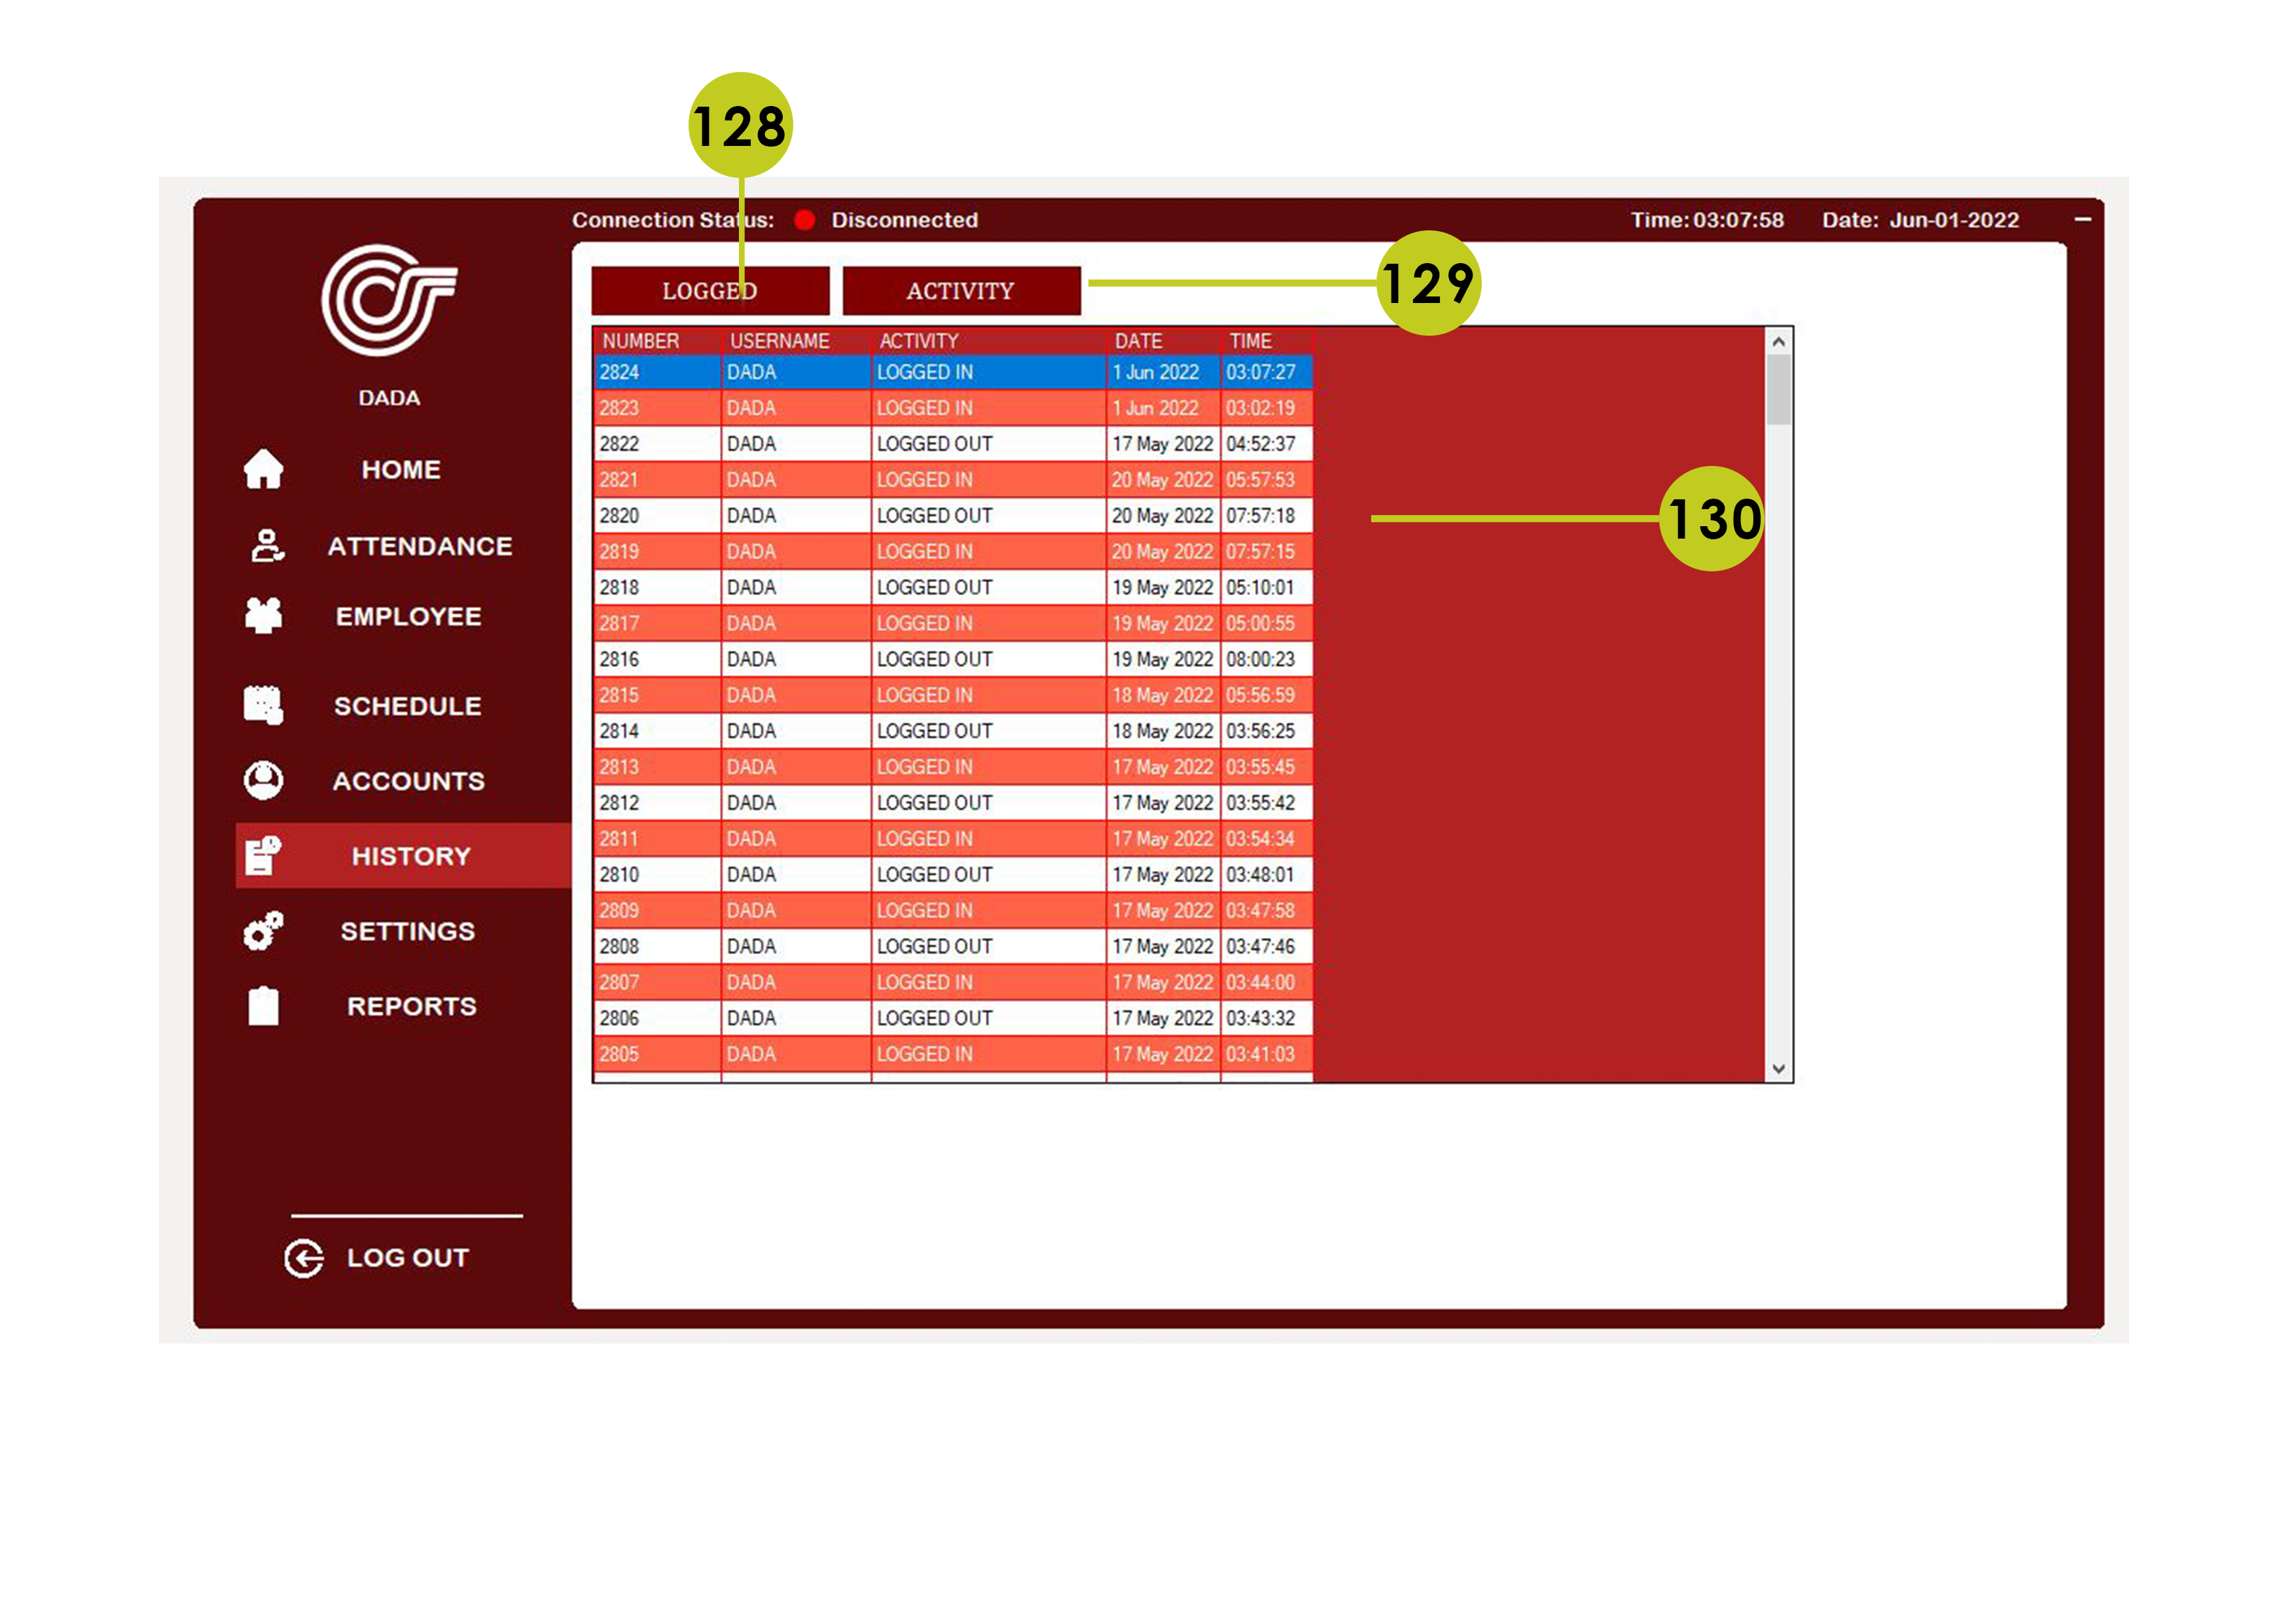 128
Connection Status: Disconnected Time: 03:07:58 Date: Jun-01-2022
LOGGED ACTIVITY 129
NUMBER USERNAME ACTIVITY DATE TIME
2824 DADA LOGGED IN 1 Jun 2022 03:07:27
2823 DADA LOGGED IN 1 Jun 2022 03:02:19
2822 DADA LOGGED OUT 17 May 2022 04:52:37
2821 DADA LOGGED IN 20 May 2022 05:57:53
2820 DADA LOGGED OUT 20 May 2022 07:57:18
130
2819 DADA LOGGED IN 20 May 2022 07:57:15
2818 DADA LOGGED OUT 19 May 2022 05:10:01
2817 DADA LOGGED IN 19 May 2022 05:00:55
2816 DADA LOGGED OUT 19 May 2022 08:00:23
2815 DADA LOGGED IN 18 May 2022 05:56:59
2814 DADA LOGGED OUT 18 May 2022 03:56:25
2813 DADA LOGGED IN 17 May 2022 03:55:45
2812 DADA LOGGED OUT 17 May 2022 03:55:42
2811 DADA LOGGED IN 17 May 2022 03:54:34
2810 DADA LOGGED OUT 17 May 2022 03:48:01
2809 DADA LOGGED IN 17 May 2022 03:47:58
2808 DADA LOGGED OUT 17 May 2022 03:47:46
2807 DADA LOGGED IN 17 May 2022 03:44:00
2806 DADA LOGGED OUT 17 May 2022 03:43:32
2805 DADA LOGGED IN 17 May 2022 03:41:03
DADA
HOME
ATTENDANCE
EMPLOYEE
SCHEDULE
ACCOUNTS
HISTORY
SETTINGS
REPORTS
LOG OUT